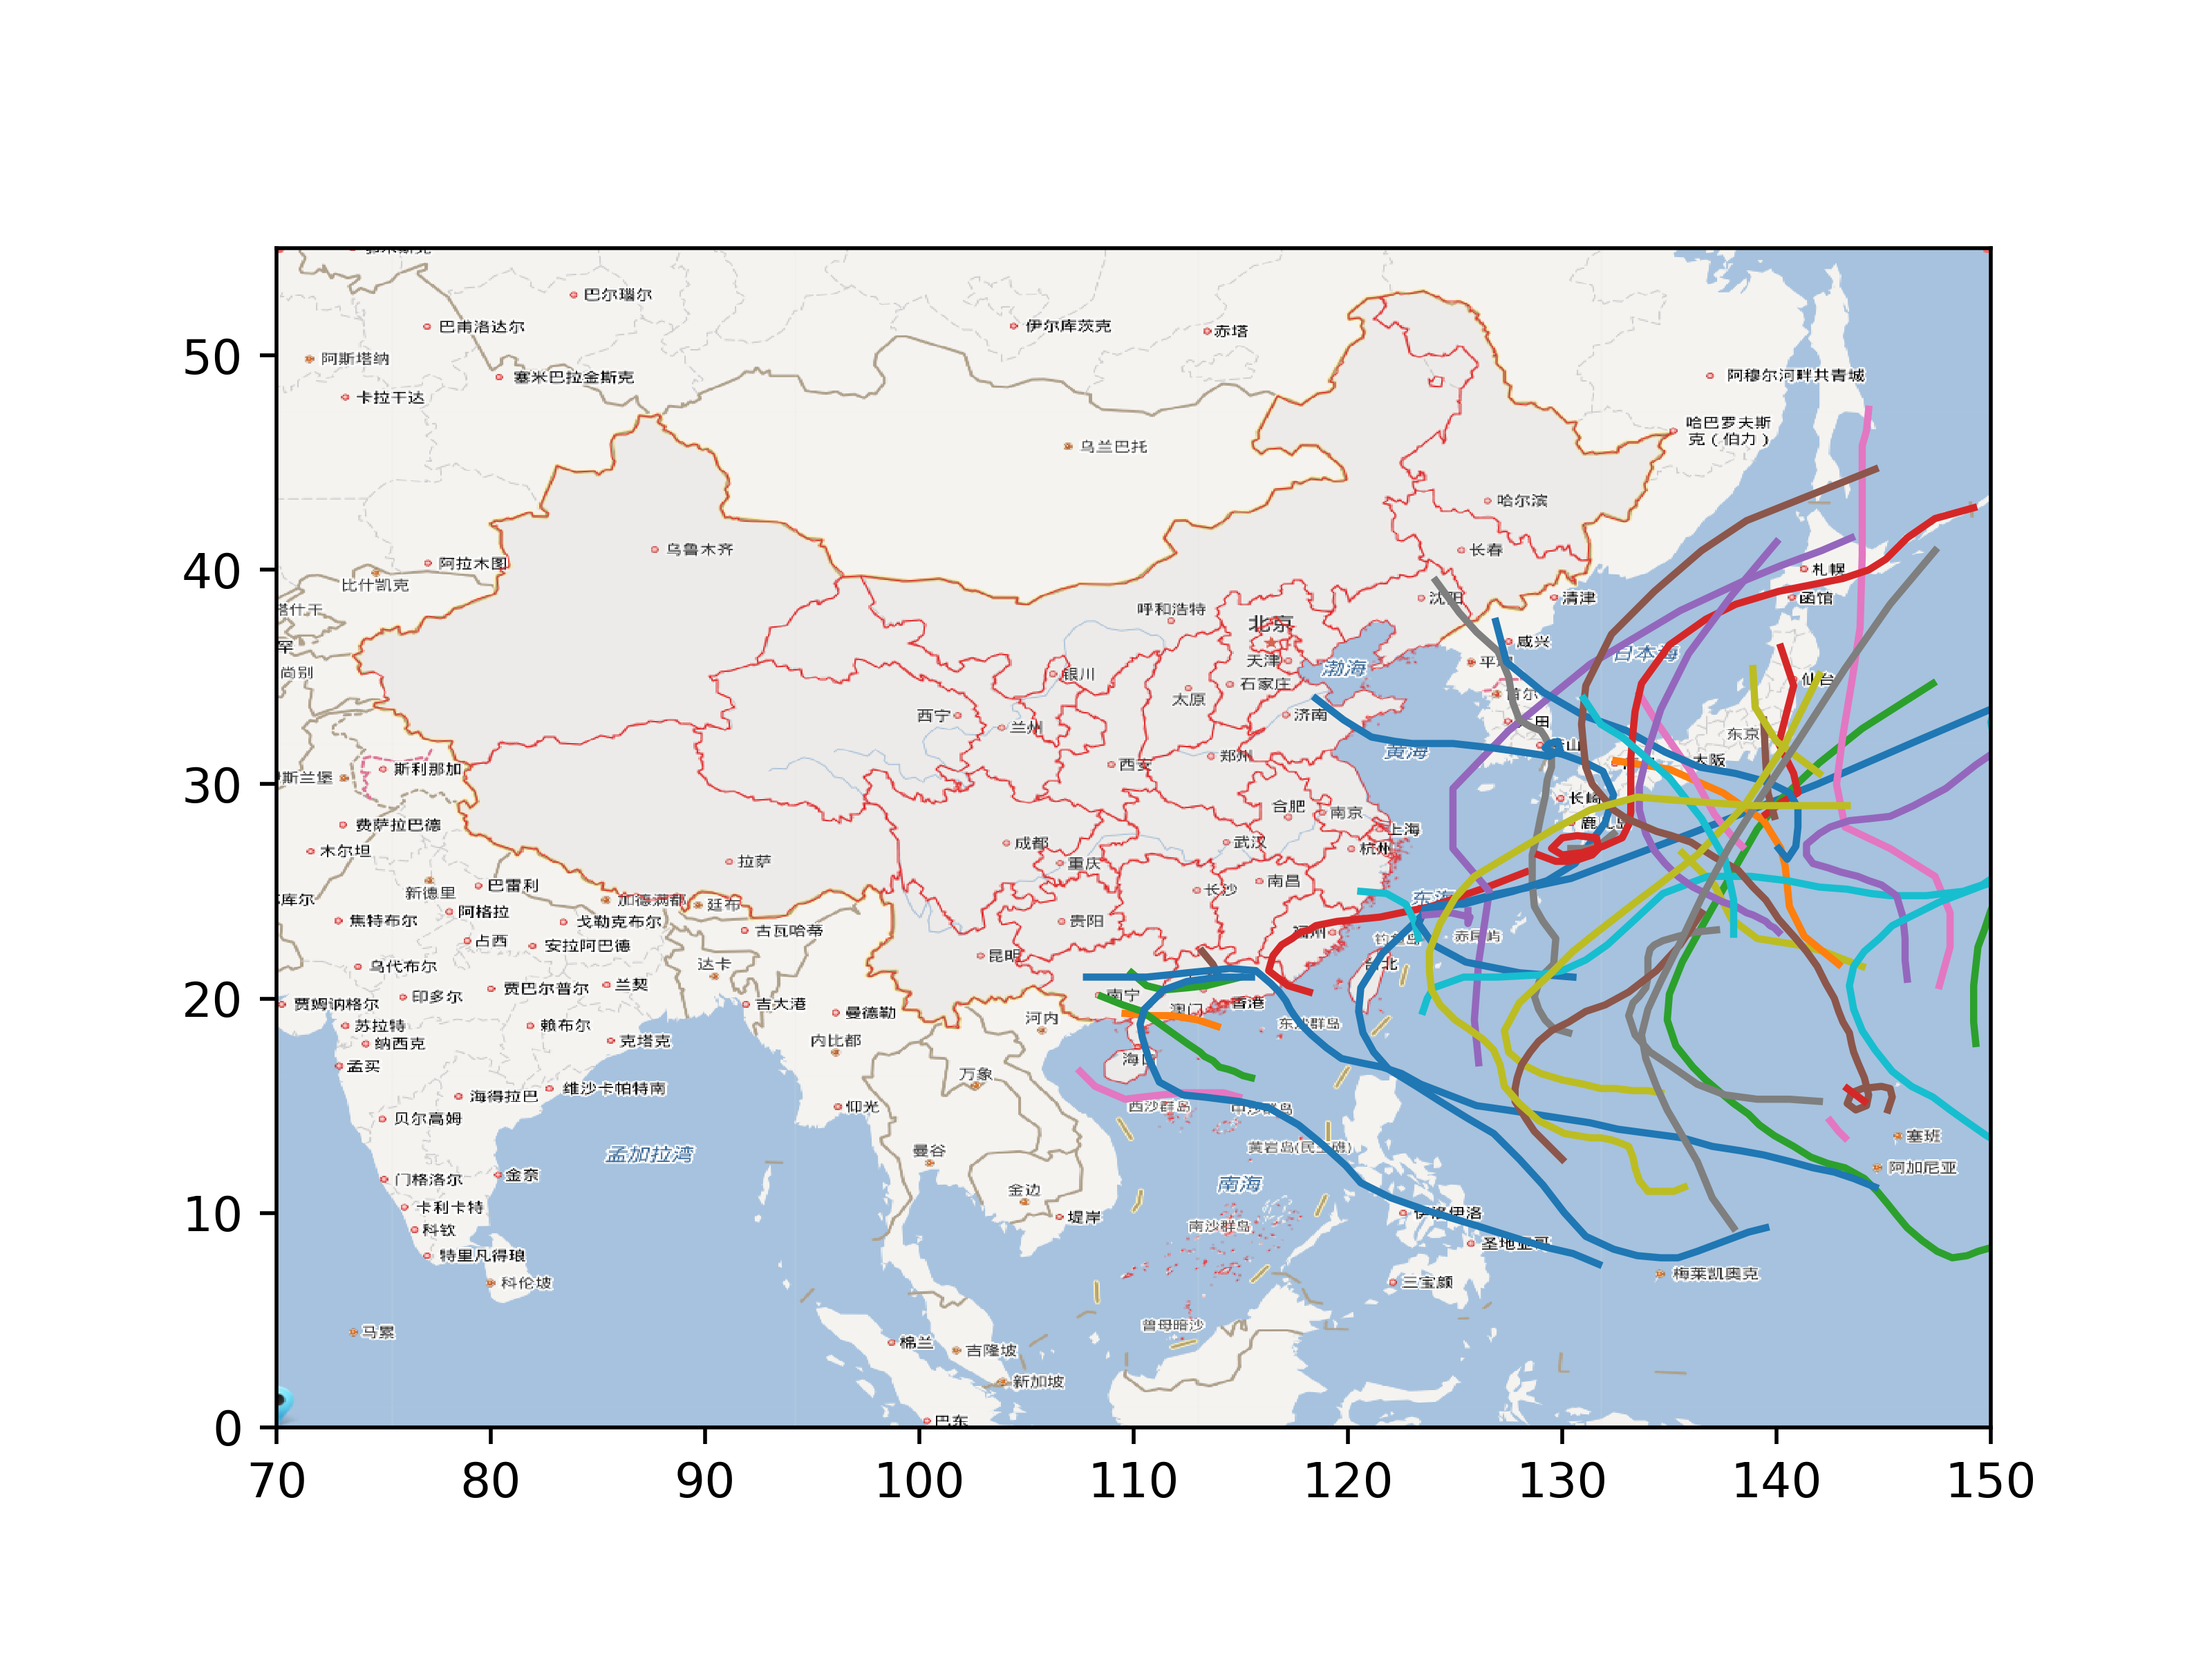 巴尔瑙尔
巴甫洛达尔
伊尔库茨克
赤塔
50
阿斯塔纳
塞米巴拉金斯克
阿穆尔河畔共青城
卡拉干达
哈巴罗夫斯
克（伯力）
乌兰巴托
哈尔滨
乌鲁木齐
长春
40
阿拉木图
札幌
比什凯克
塔什干
呼和浩特
沈阳
清津
函馆
北京
咸兴
尚别
天津
渤海
日本海
银川
石家庄
太原
仙台
西宁
济南
兰州
东京
黄海
斯利那加
西安
郑州
大阪
斯兰堡
30
长崎
合肥
南京
费萨拉巴德
上海
成都
武汉
杭州
木尔坦
拉萨
重庆
巴雷利
长沙
南昌
新德里
东海
加德满都
廷布
阿格拉
焦特布尔
戈勒克布尔
贵阳
古瓦哈蒂
福州
钓鱼岛
赤尾屿
占西
安拉阿巴德
昆明
达卡
台北
乌代布尔
贾巴尔普尔
兰契
20
印多尔
南宁
贾姆讷格尔
吉大港
澳门
香港
苏拉特
赖布尔
曼德勒
河内
东沙群岛
纳西克
克塔克
内比都
孟买
海口
万象
维沙卡帕特南
海得拉巴
仰光
西沙群岛
中沙群岛
贝尔高姆
塞班
曼谷
黄岩岛(民主礁)
孟加拉湾
阿加尼亚
门格洛尔
金奈
南海
金边
10
卡利卡特
堤岸
伊洛伊洛
科钦
南沙群岛
圣地亚哥
特里凡得琅
梅莱凯奥克
科伦坡
三宝颜
曾母暗沙
马累
棉兰
吉隆坡
新加坡
巴东
0
70 80 90 100 110 120 130 140 150